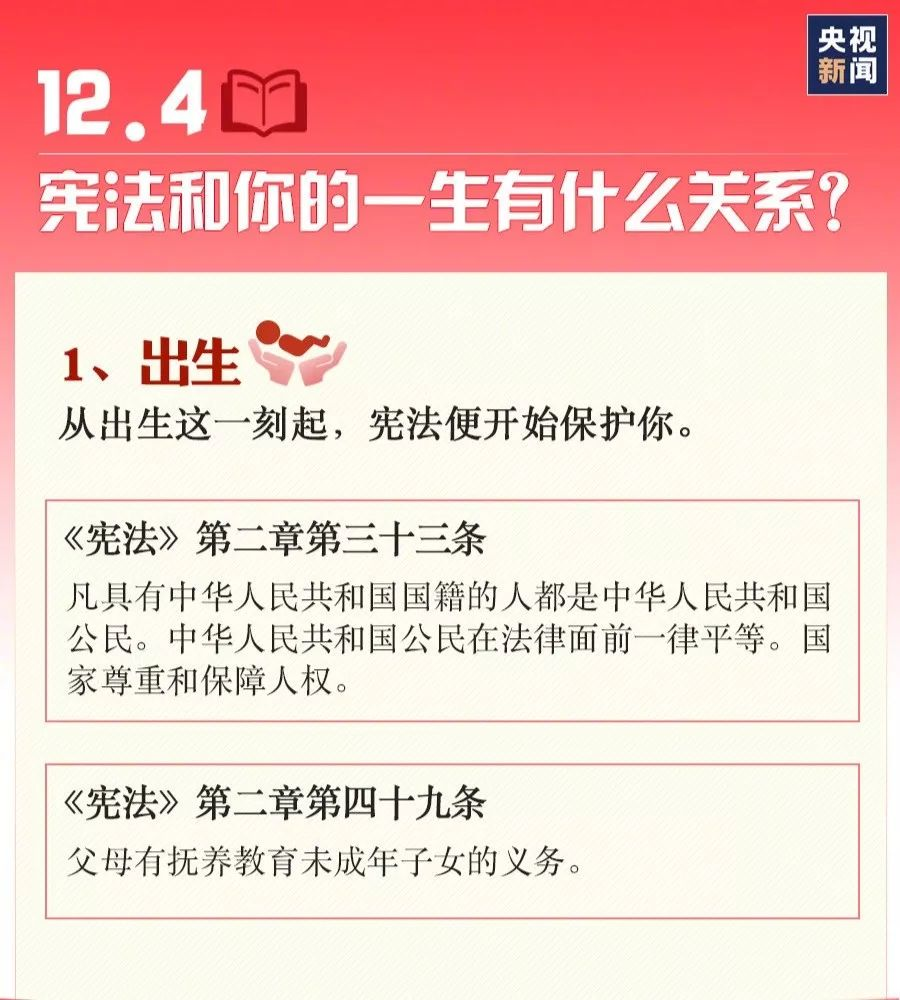 央视
新闻
12.4
宪法和你的一生有什么关系？
1、出生
从出生这一刻起，宪法便开始保护你。
《宪法》第二章第三十三条
凡具有中华人民共和国国籍的人都是中华人民共和国
公民。中华人民共和国公民在法律面前一律平等。国
家尊重和保障人权。
《宪法》第二章第四十九条
父母有抚养教育未成年子女的义务。